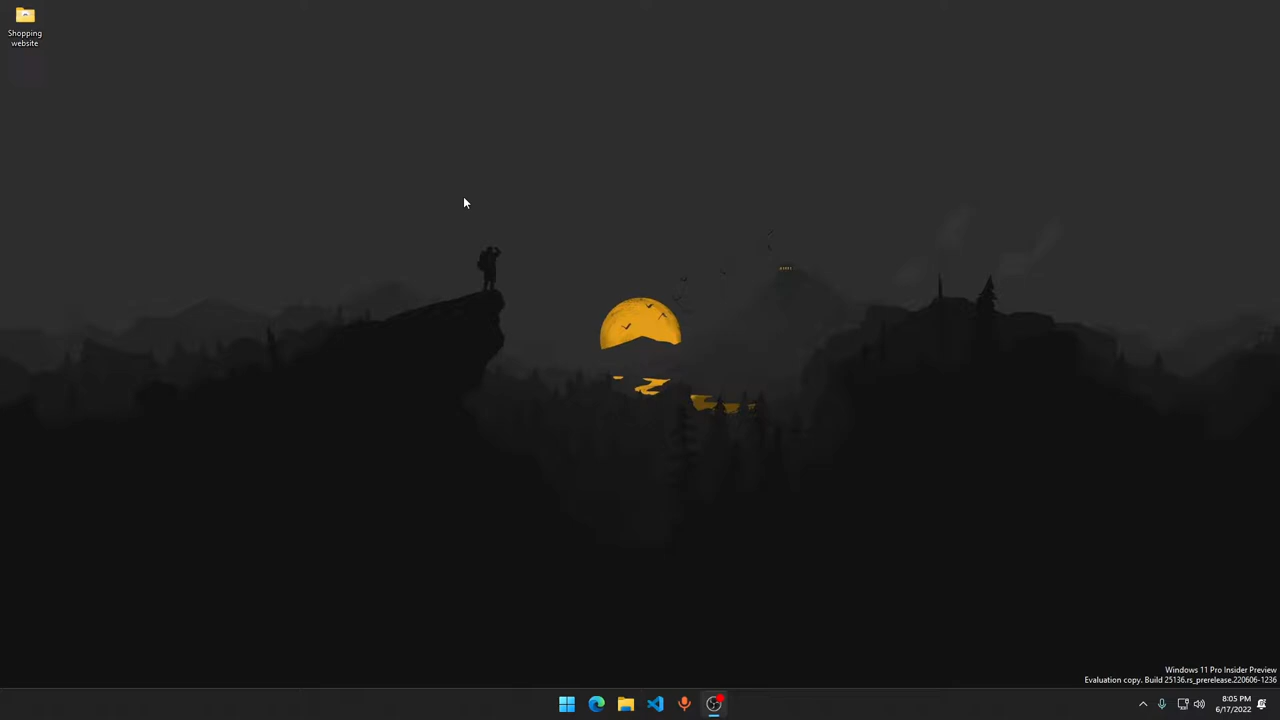 Shopping
website
Windows 11 Pro Insider Preview
Evaluation copy. Build 25136.rs_prerelease.220606-1236
8:05 PM
6/17/2022